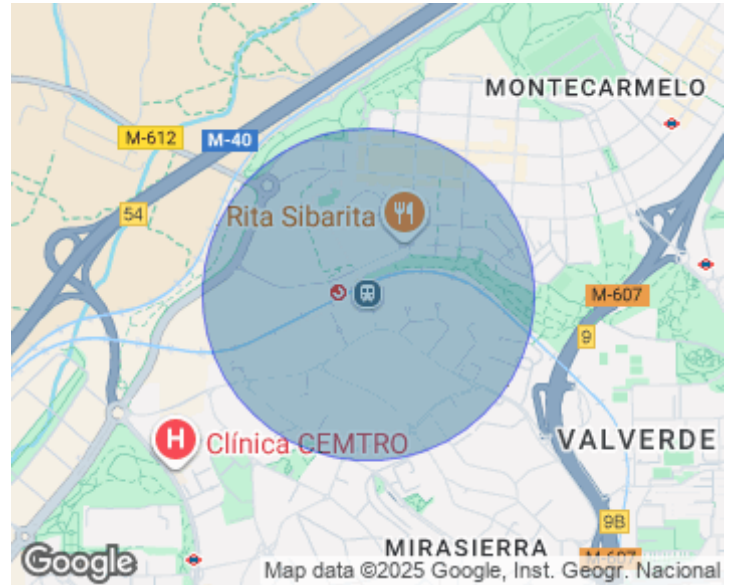 MONTECARMELO
M-612
M-40
54
Rita Sibarita
M-607
9
H
Clínica CEMTRO
VALVERDE
9B
MIRASIERRA
M-607
Google
Map data ©2025 Google, Inst. Geogr. Nacional